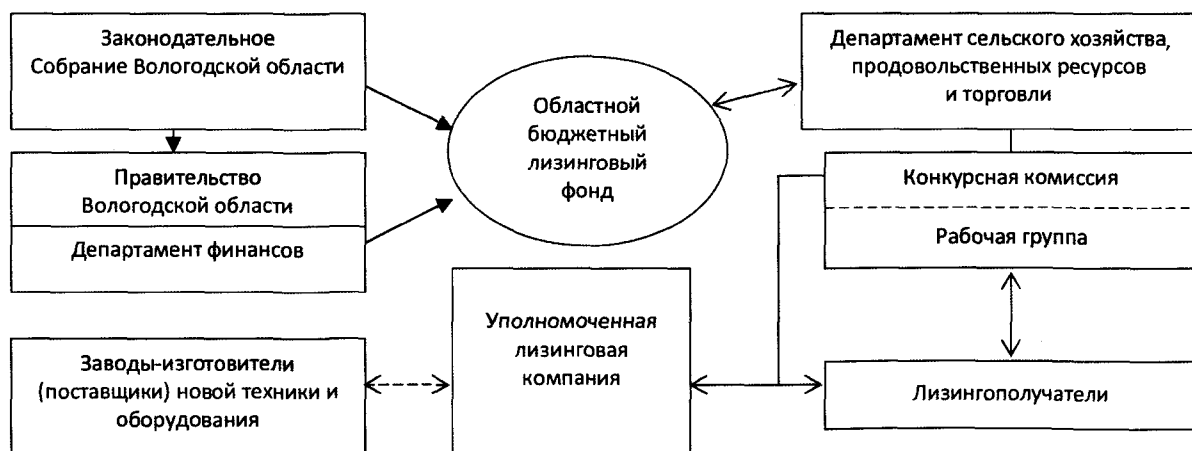 Законодательное
Собрание Вологодской области
Правительство
Вологодской области
Департамент финансов
Областной
бюджетный
лизинговый
фонд
Департамент сельского хозяйства,
продовольственных ресурсов
и торговли
Конкурсная комиссия
Рабочая группа
Заводы-изготовители
(поставщики) новой техники и
оборудования
Уполномоченная
лизинговая
компания
Лизингополучатели